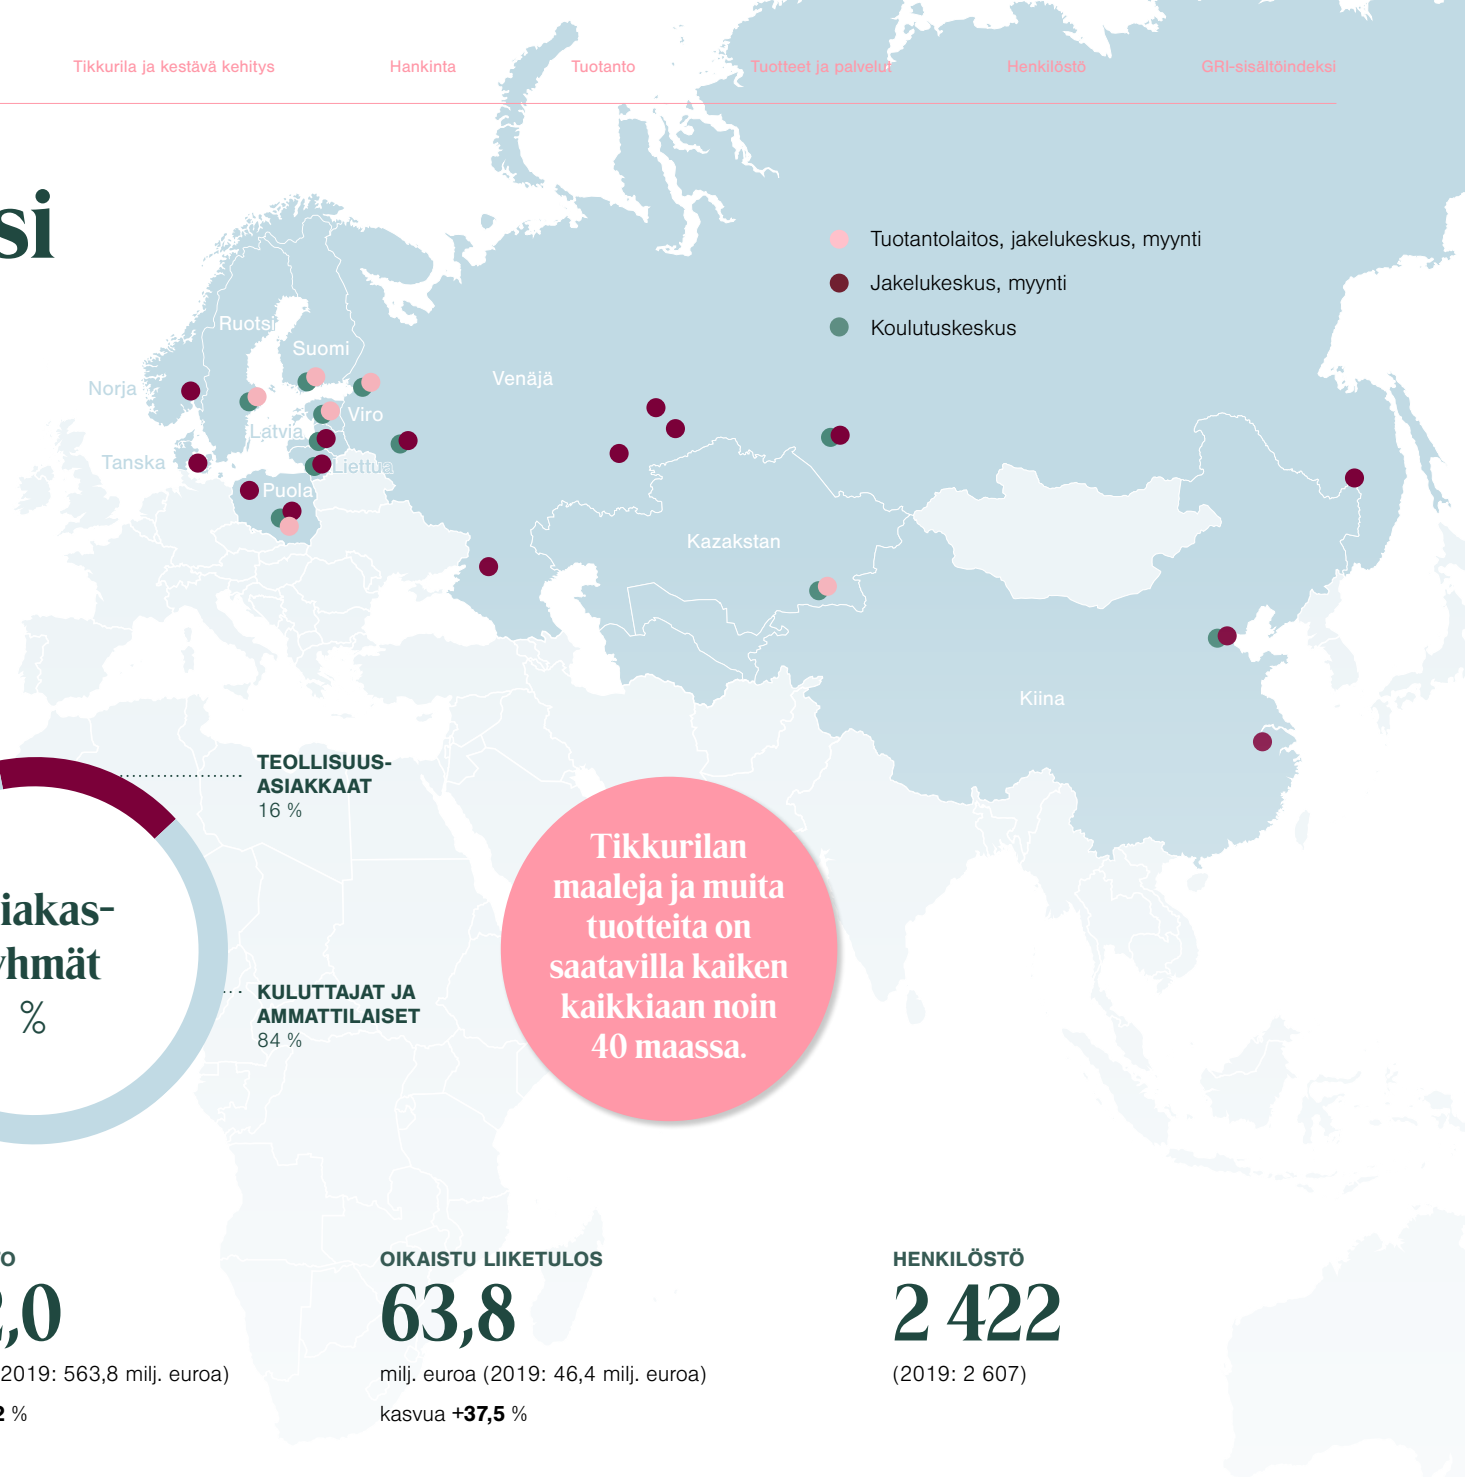 Tikkurila ja kestävä kehitys Hankinta Tuotanto Tuotteet ja palvelut Henkilöstö GRI-sisältöindeksi
si
Tuotantolaitos, jakelukeskus, myynti
Jakelukeskus, myynti
Koulutuskeskus
Ruotsi
Suomi
Norja
Venäjä
Viro
Latvia
Tanska
Liettua
Puola
Kazakstan
Kiina
TEOLLISUUS-
ASIAKKAAT
16 %
iakas-
hmät
%
KULUTTAJAT JA
AMMATTILAISET
84 %
Tikkurilan
maaleja ja muita
tuotteita on
saatavilla kaiken
kaikkiaan noin
40 maassa.
O
,0
2019: 563,8 milj. euroa)
2 %
OIKAISTU LIIKETULOS
63,8
milj. euroa (2019: 46,4 milj. euroa)
kasvua +37,5 %
HENKILÖSTÖ
2 422
(2019: 2 607)